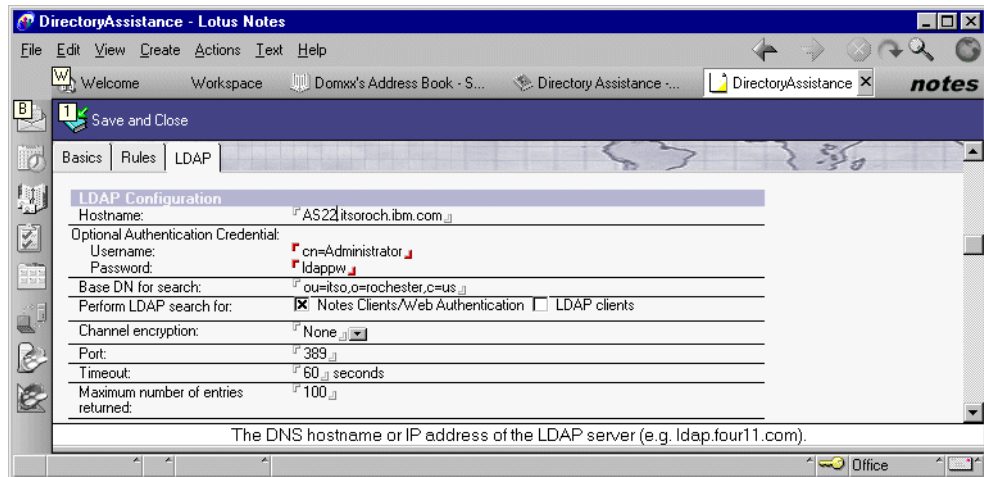 DirectoryAssistance - Lotus Notes
File Edit View Create Actions Text Help
W Welcome Workspace Domxx's Address Book - S... Directory Assistance -... DirectoryAssistance notes
B 1 Save and Close
Basics Rules LDAP
LDAP Configuration
Hostname: AS22.itsoroch.ibm.com
Optional Authentication Credential:
Username: cn=Administrator
Password: ldappw
Base DN for search: ou=itso,o=rochester,c=us
Perform LDAP search for: Notes Clients/Web Authentication LDAP clients
Channel encryption: None
Port: 389
Timeout: 60 seconds
Maximum number of entries 100
returned:
The DNS hostname or IP address of the LDAP server (e.g. ldap.four11.com).
Office